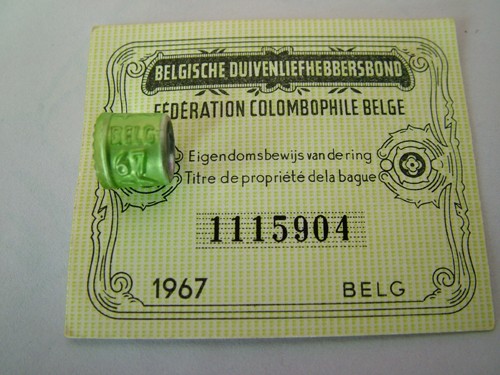 BELGISCHE DUIVENLIEFHEBBERSBOND
FÉDÉRATION COLOMBOPHILE BELGE
BELG
67
Eigendomsbewijs van de ring
Titre de propriété de la bague
1115904
1967 BELG